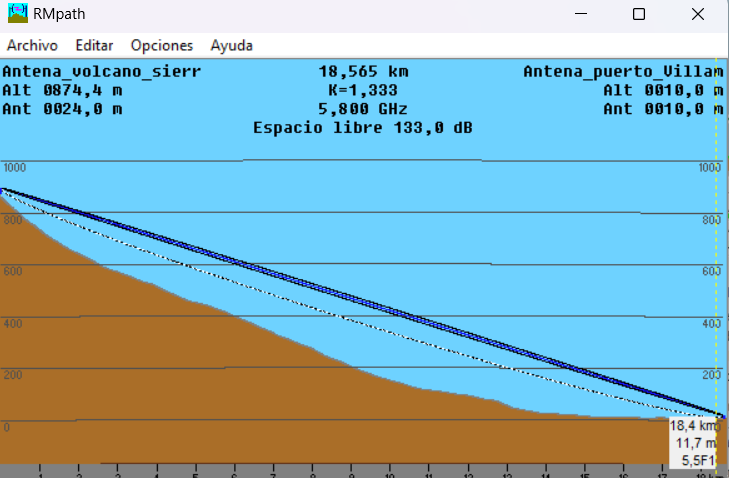 RMpath
Archivo Editar Opciones Ayuda
Antena_volcano_sierr 18,565 km Antena_puerto_Villam
Alt 0874,4 m K=1,333 Alt 0010,0 m
Ant 0024,0 m 5,800 GHz Ant 0010,0 m
Espacio libre 133,0 dB
1000 1000
800 800
600 600
400 400
200 200
0
18,4 km
11,7 m
5,5F1
1 2 3 4 5 6 7 8 9 10 11 12 13 14 15 16 17 18 km